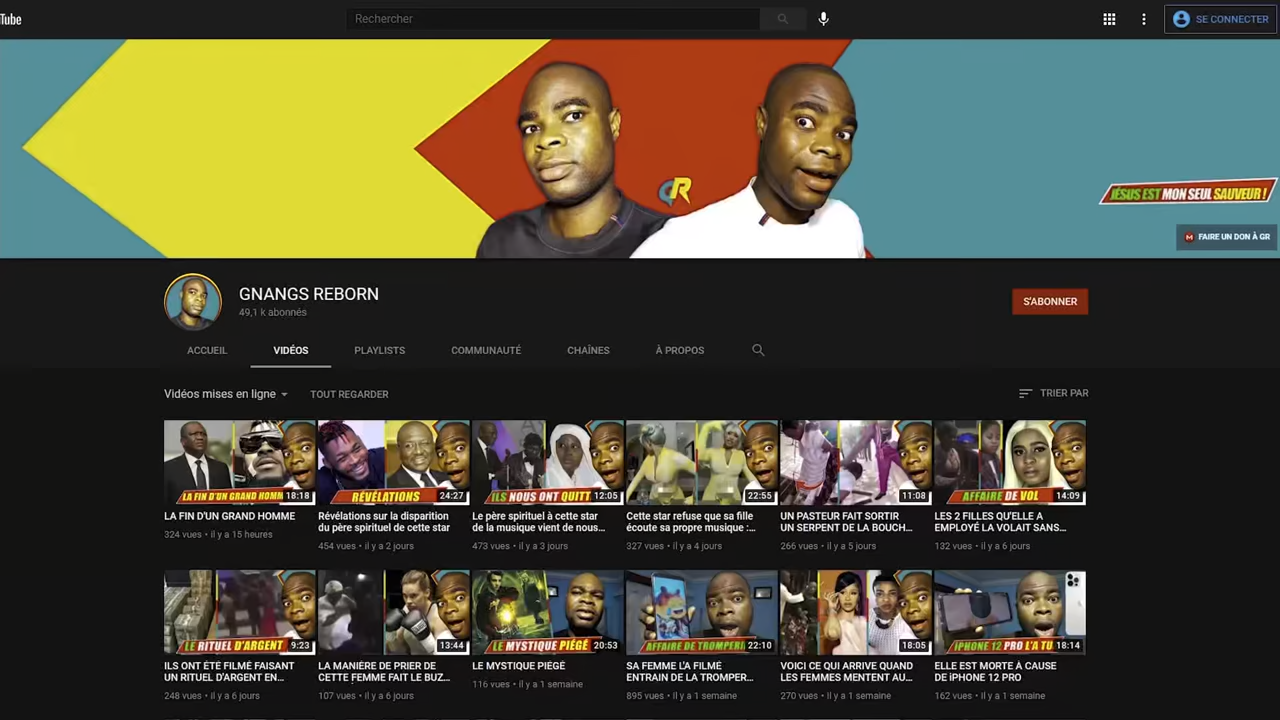 Tube
Rechercher
SE CONNECTER
GR
JÉSUS EST MON SEUL SAUVEUR !
FAIRE UN DON À GR
GNANGS REBORN
49,1 k abonnés
S'ABONNER
ACCUEIL
VIDÉOS
PLAYLISTS
COMMUNAUTÉ
CHAÎNES
À PROPOS
Vidéos mises en ligne
TOUT REGARDER
TRIER PAR
LA FIN D'UN GRAND HOMM
18:18
RÉVÉLATIONS
24:27
ILS NOUS ONT QUITT
12:05
22:55
11:08
AFFAIRE DE VOL
14:09
LA FIN D'UN GRAND HOMME
324 vues • il y a 15 heures
Révélations sur la disparition
du père spirituel de cette star
454 vues • il y a 2 jours
Le père spirituel à cette star
de la musique vient de nous...
473 vues • il y a 3 jours
Cette star refuse que sa fille
écoute sa propre musique :...
327 vues • il y a 4 jours
UN PASTEUR FAIT SORTIR
UN SERPENT DE LA BOUCH...
266 vues • il y a 5 jours
LES 2 FILLES QU'ELLE A
EMPLOYÉ LA VOLAIT SANS...
132 vues • il y a 6 jours
LE RITUEL D'ARGENT
9:23
13:44
LE MYSTIQUE PIÉGÉ
20:53
AFFAIRE DE TROMPERI
22:10
18:05
IPHONE 12 PRO L'A TU
18:14
ILS ONT ÉTÉ FILMÉ FAISANT
UN RITUEL D'ARGENT EN...
248 vues • il y a 6 jours
LA MANIÈRE DE PRIER DE
CETTE FEMME FAIT LE BUZ...
107 vues • il y a 6 jours
LE MYSTIQUE PIÉGÉ
116 vues • il y a 1 semaine
SA FEMME L'A FILMÉ
ENTRAIN DE LA TROMPER...
895 vues • il y a 1 semaine
VOICI CE QUI ARRIVE QUAND
LES FEMMES MENTENT AU...
270 vues • il y a 1 semaine
ELLE EST MORTE À CAUSE
DE iPHONE 12 PRO
162 vues • il y a 1 semaine